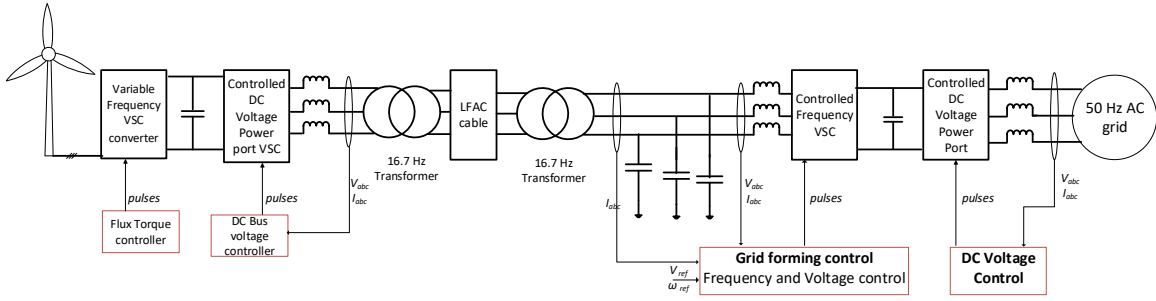 Variable
Frequency
VSC
converter
Controlled
DC
Voltage
Power
port VSC
LFAC
cable
Controlled
Frequency
VSC
Controlled
DC
Voltage
Power
Port
50 Hz AC
grid
16.7 Hz
Transformer
16.7 Hz
Transformer
pulses
Flux Torque
controller
pulses
DC Bus
voltage
controller
Vabc
Iabc
Iabc
Vabc
Iabc
pulses
Vref
ωref
Grid forming control
Frequency and Voltage control
pulses
Vabc
Iabc
DC Voltage
Control